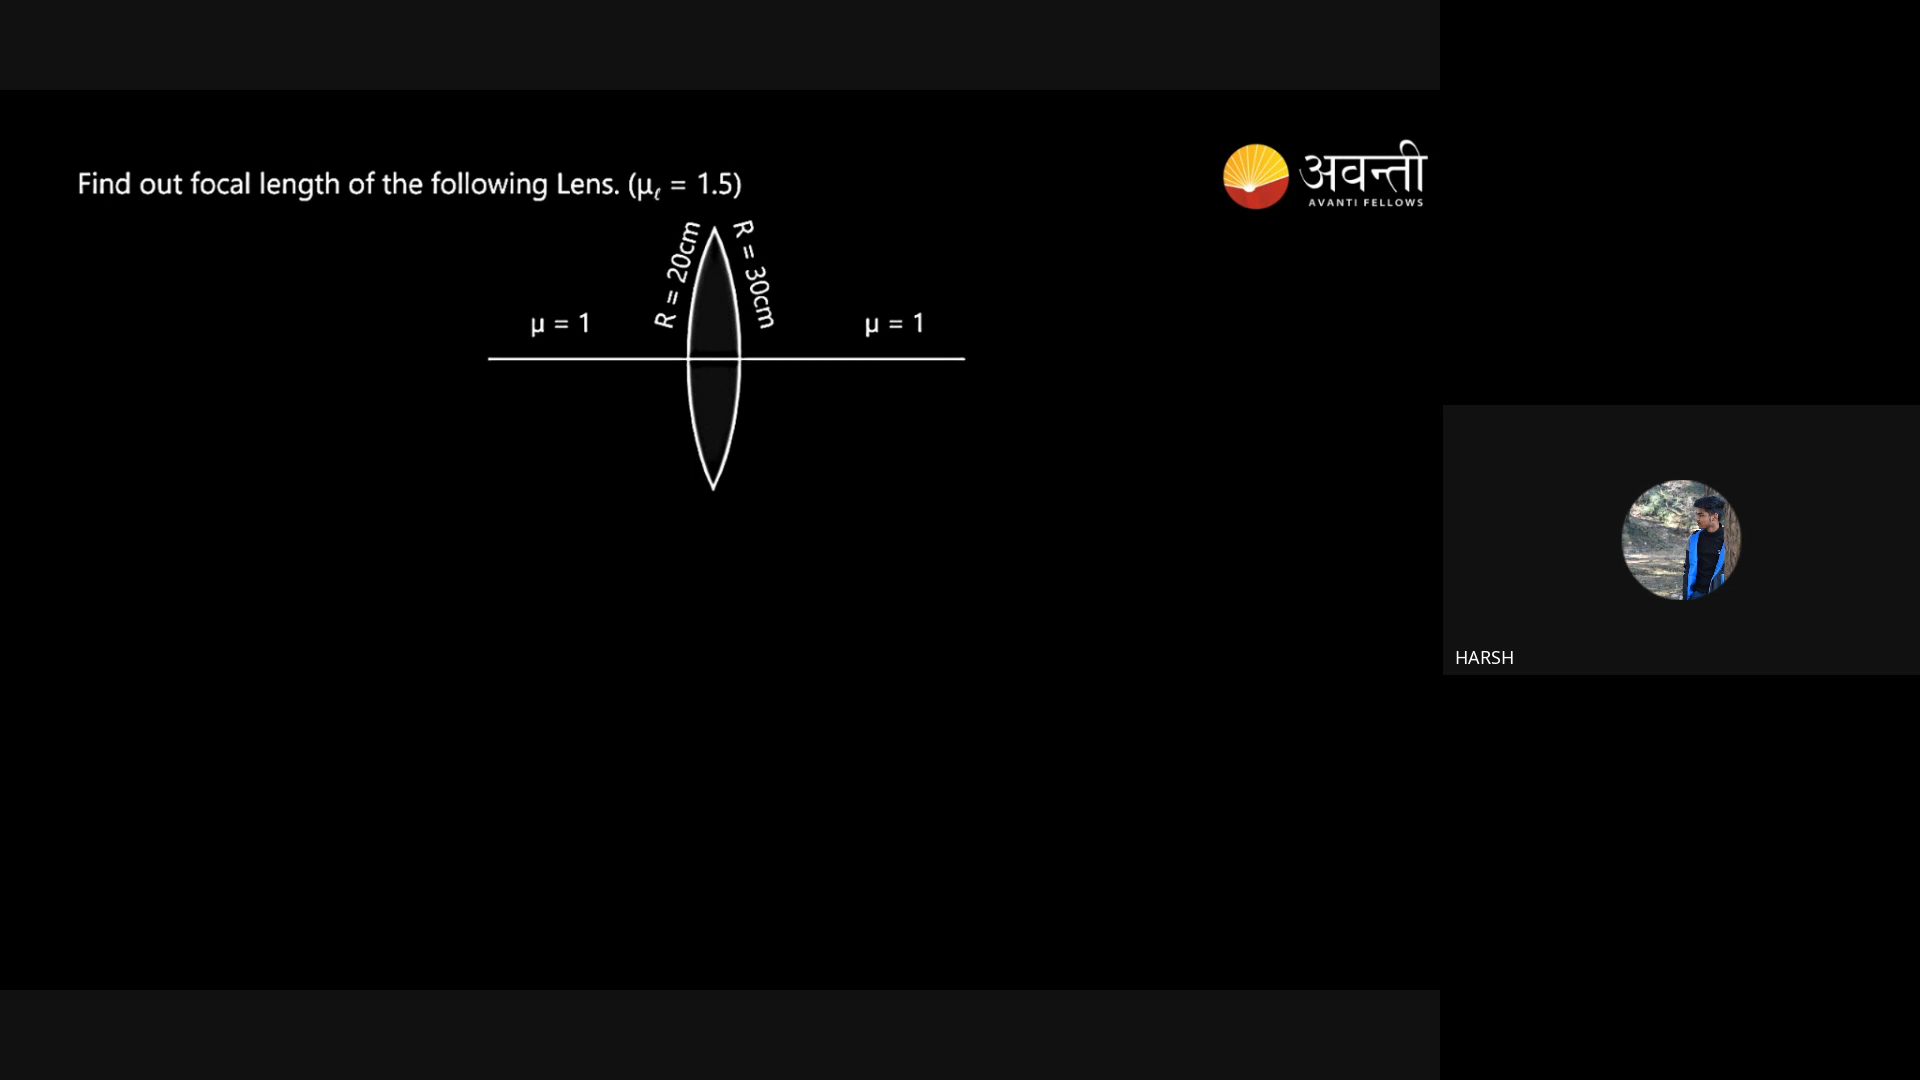 Find out focal length of the following Lens. (μℓ = 1.5)
अवन्ती
AVANTI FELLOWS
R = 20cm
R = 30cm
μ = 1
μ = 1
HARSH